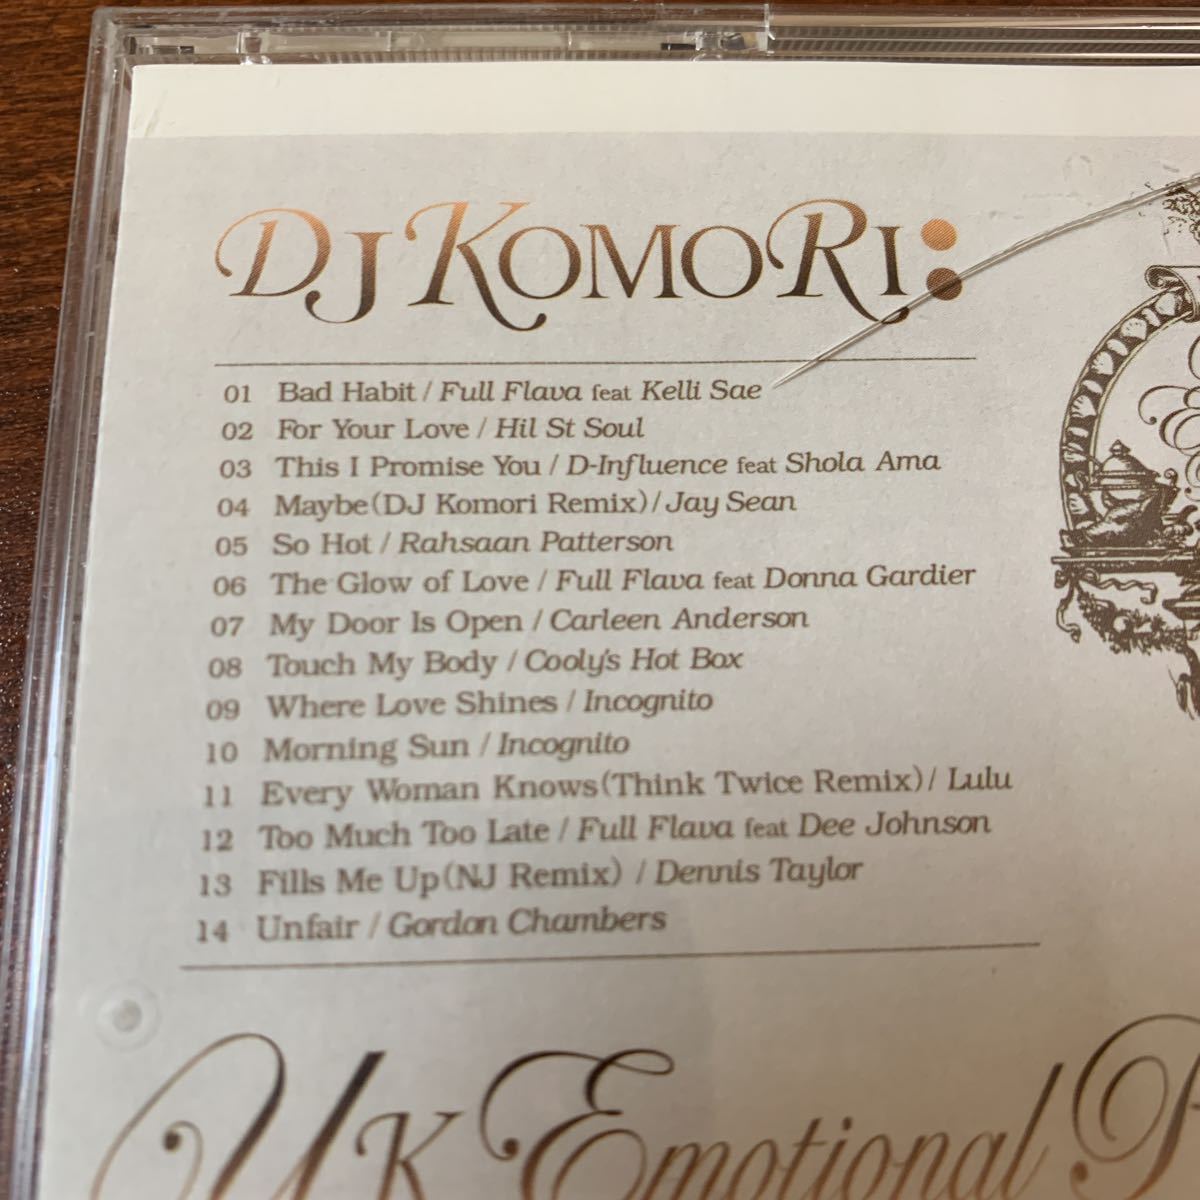 DJ KOMORI:
01 Bad Habit / Full Flava feat Kelli Sae
02 For Your Love / Hil St Soul
03 This I Promise You / D-Influence feat Shola Ama
04 Maybe(DJ Komori Remix)/ Jay Sean
05 So Hot / Rahsaan Patterson
06 The Glow of Love / Full Flava feat Donna Gardier
07 My Door Is Open / Carleen Anderson
08 Touch My Body / Cooly's Hot Box
09 Where Love Shines / Incognito
10 Morning Sun / Incognito
11 Every Woman Knows(Think Twice Remix)/ Lulu
12 Too Much Too Late / Full Flava feat Dee Johnson
13 Fills Me Up(NJ Remix) / Dennis Taylor
14 Unfair / Gordon Chambers
UK Emotional